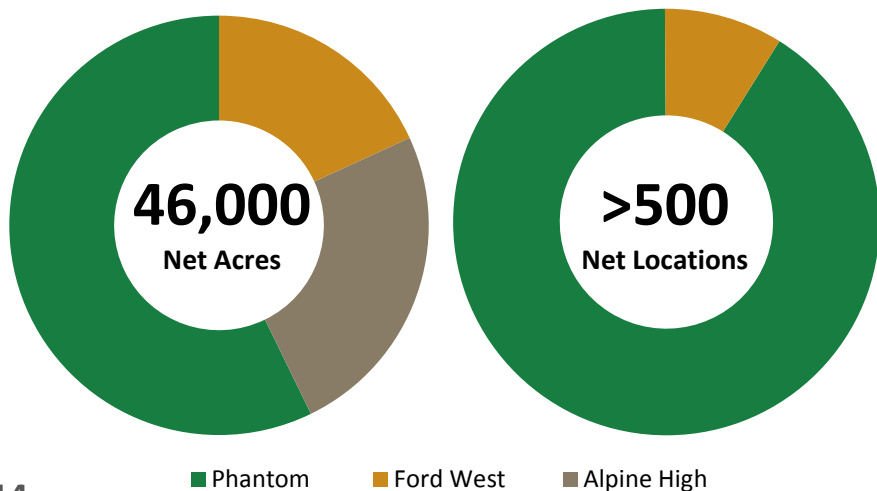 46,000
Net Acres
>500
Net Locations
Phantom
Ford West
Alpine High